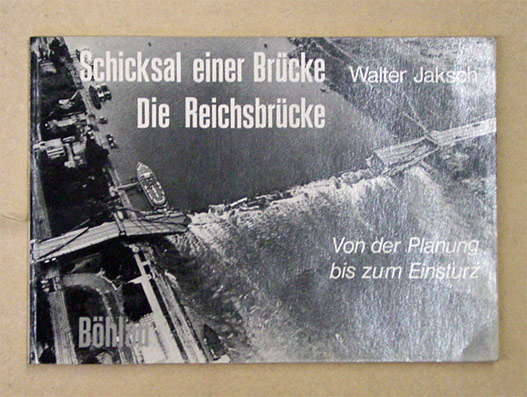 Schicksal einer Brücke
Walter Jaksch
Die Reichsbrücke
Von der Planung
bis zum Einsturz
Böhlau